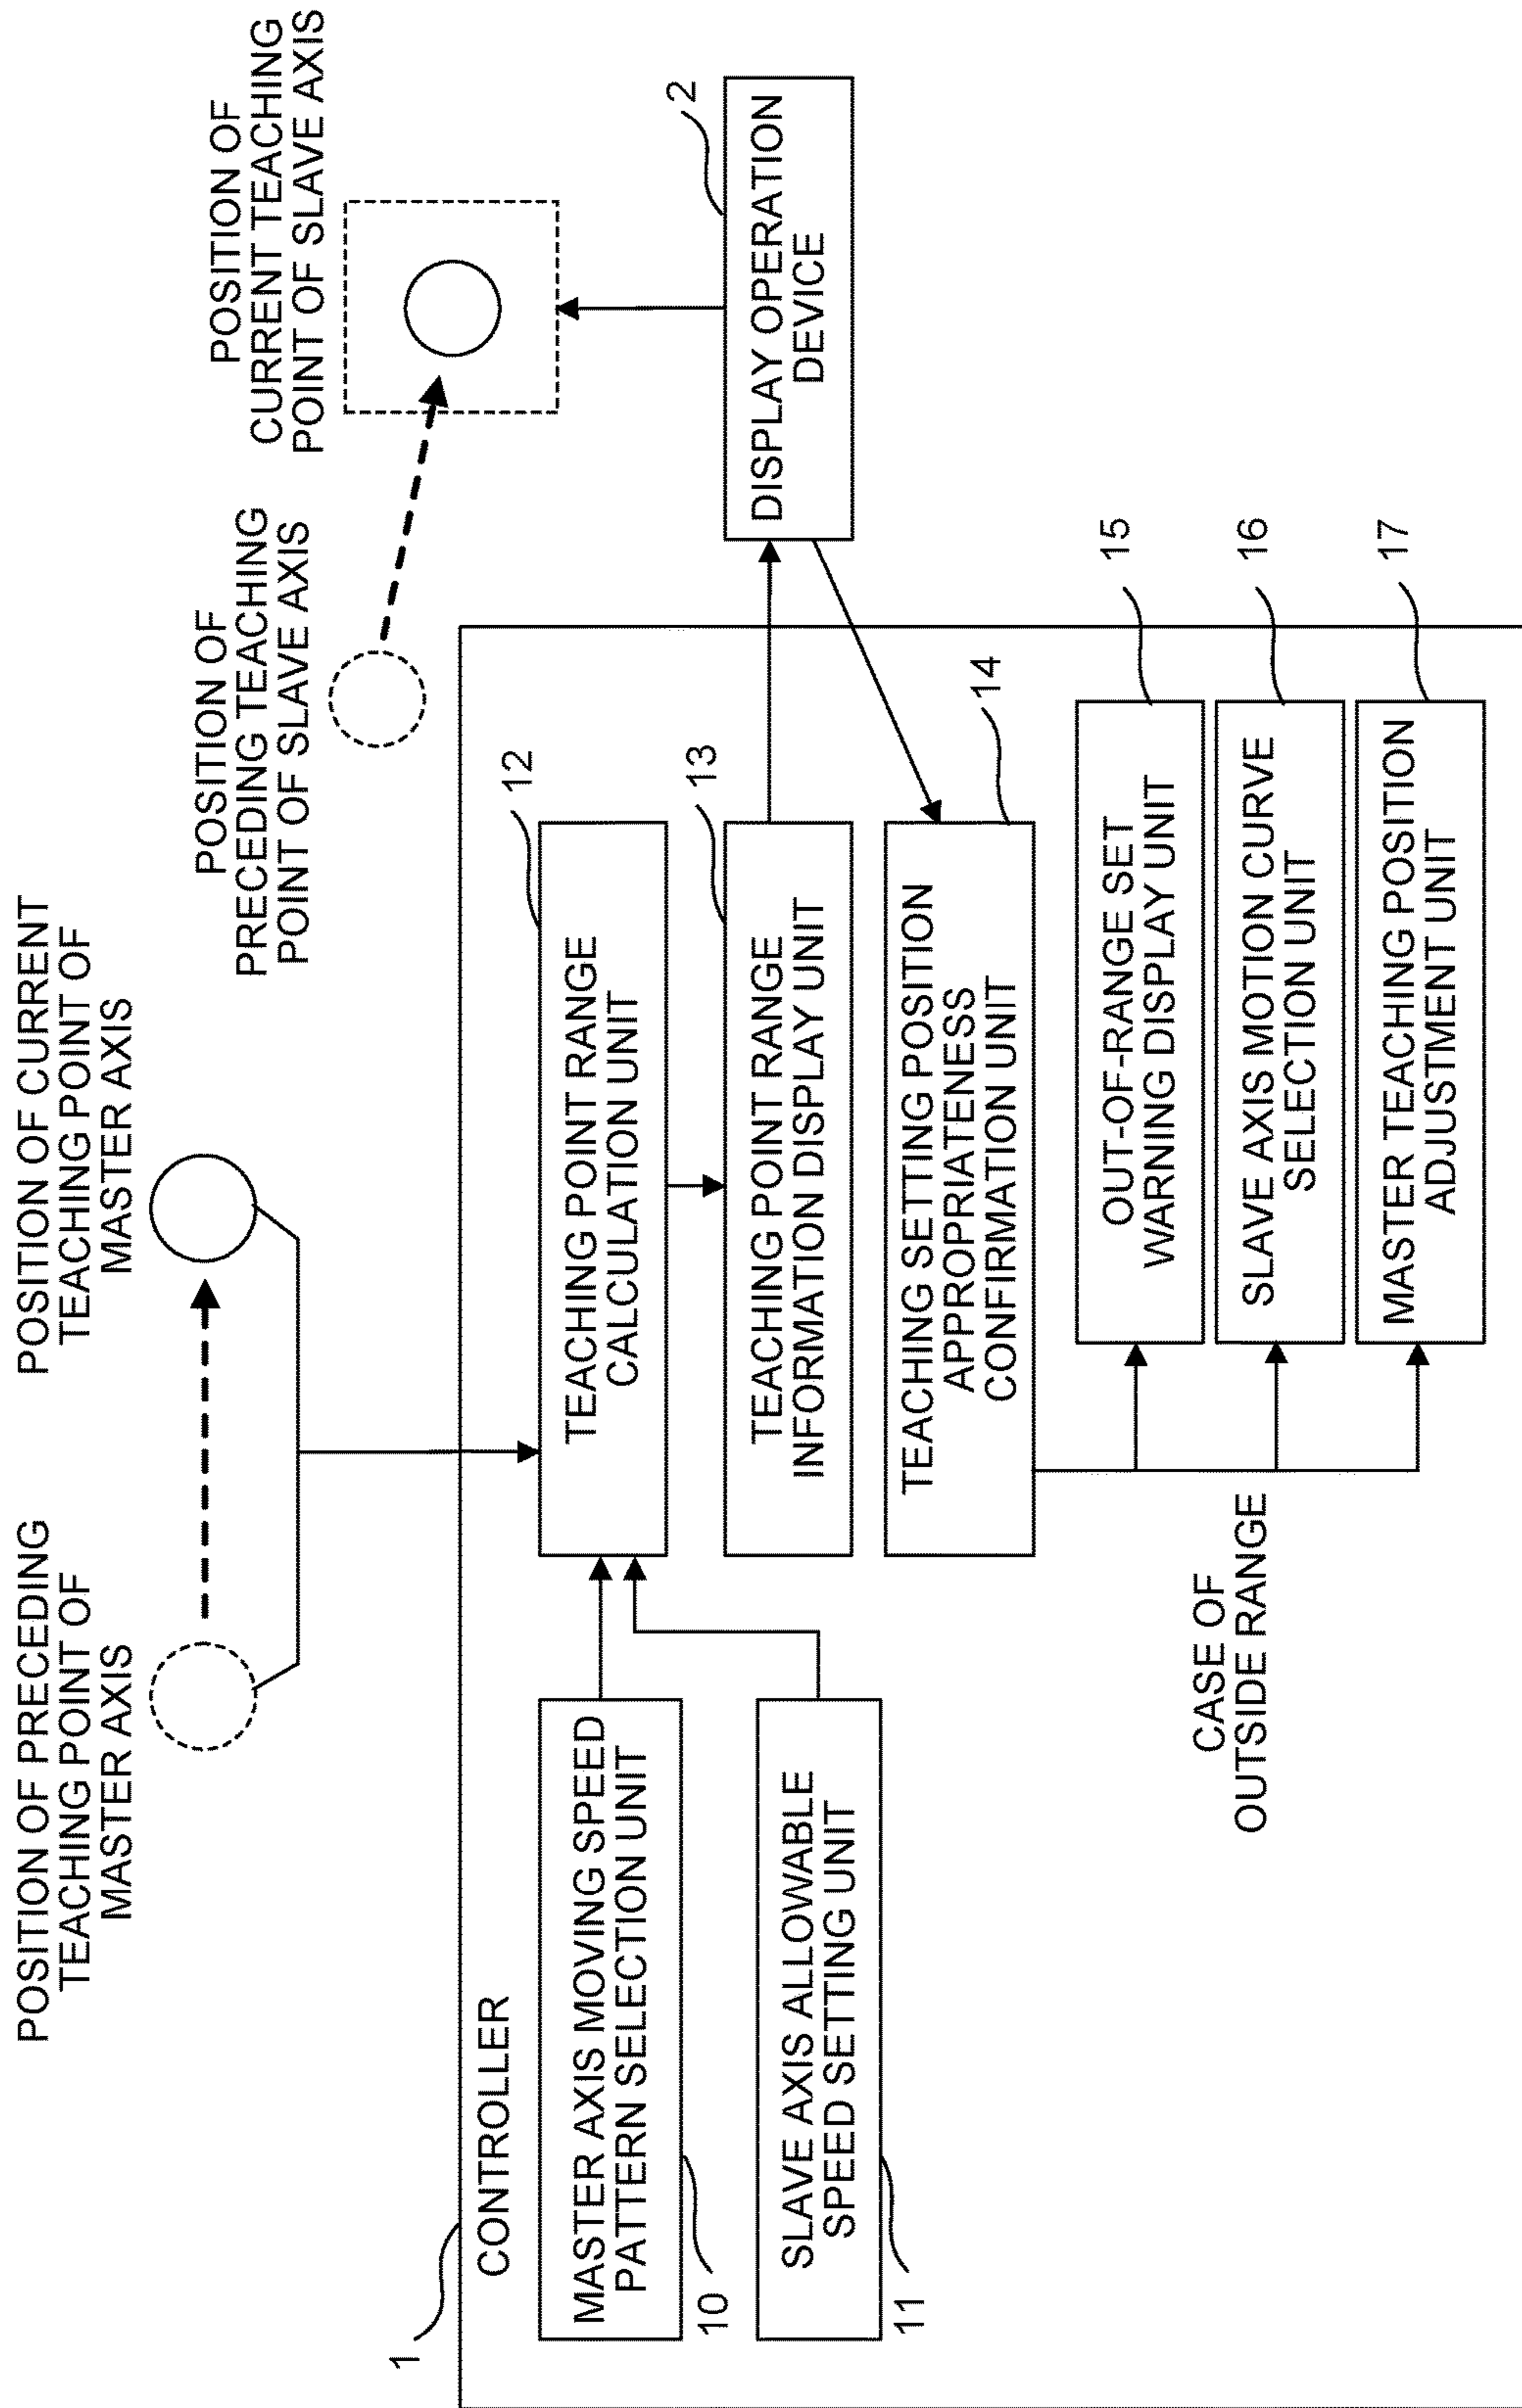 POSITION OF PRECEDING
TEACHING POINT OF
MASTER AXIS
POSITION OF CURRENT
TEACHING POINT OF
MASTER AXIS
POSITION OF
PRECEDING TEACHING
POINT OF SLAVE AXIS
POSITION OF
CURRENT TEACHING
POINT OF SLAVE AXIS
1
CONTROLLER
MASTER AXIS MOVING SPEED
PATTERN SELECTION UNIT
10
SLAVE AXIS ALLOWABLE
SPEED SETTING UNIT
11
12
TEACHING POINT RANGE
CALCULATION UNIT
13
TEACHING POINT RANGE
INFORMATION DISPLAY UNIT
2
DISPLAY OPERATION
DEVICE
14
TEACHING SETTING POSITION
APPROPRIATENESS
CONFIRMATION UNIT
CASE OF
OUTSIDE RANGE
OUT-OF-RANGE SET
WARNING DISPLAY UNIT
15
SLAVE AXIS MOTION CURVE
SELECTION UNIT
16
MASTER TEACHING POSITION
ADJUSTMENT UNIT
17